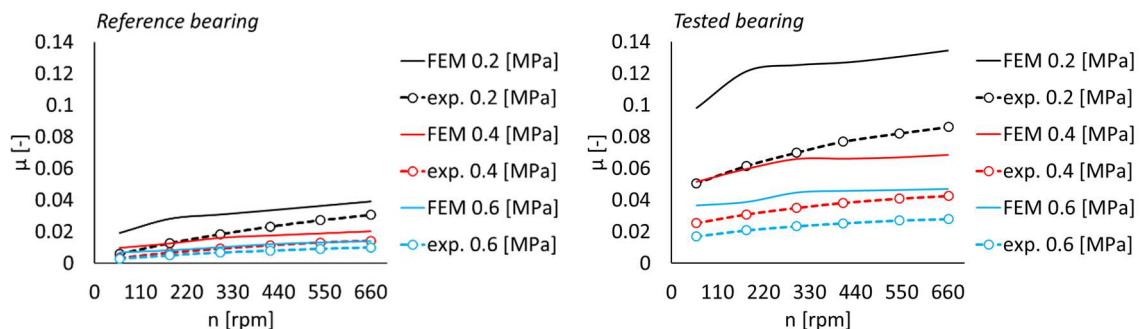 Reference bearing
0.14
0.12
0.1
0.08
0.06
0.04
0.02
0
μ [-]
0 110 220 330 440 550 660
n [rpm]
FEM 0.2 [MPa]
exp. 0.2 [MPa]
FEM 0.4 [MPa]
exp. 0.4 [MPa]
FEM 0.6 [MPa]
exp. 0.6 [MPa]
Tested bearing
0.14
0.12
0.1
0.08
0.06
0.04
0.02
0
μ [-]
0 110 220 330 440 550 660
n [rpm]
FEM 0.2 [MPa]
exp. 0.2 [MPa]
FEM 0.4 [MPa]
exp. 0.4 [MPa]
FEM 0.6 [MPa]
exp. 0.6 [MPa]